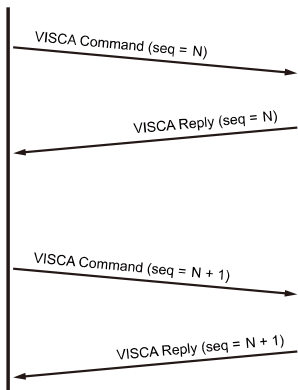 VISCA Command (seq = N)
VISCA Reply (seq = N)
VISCA Command (seq = N + 1)
VISCA Reply (seq = N + 1)